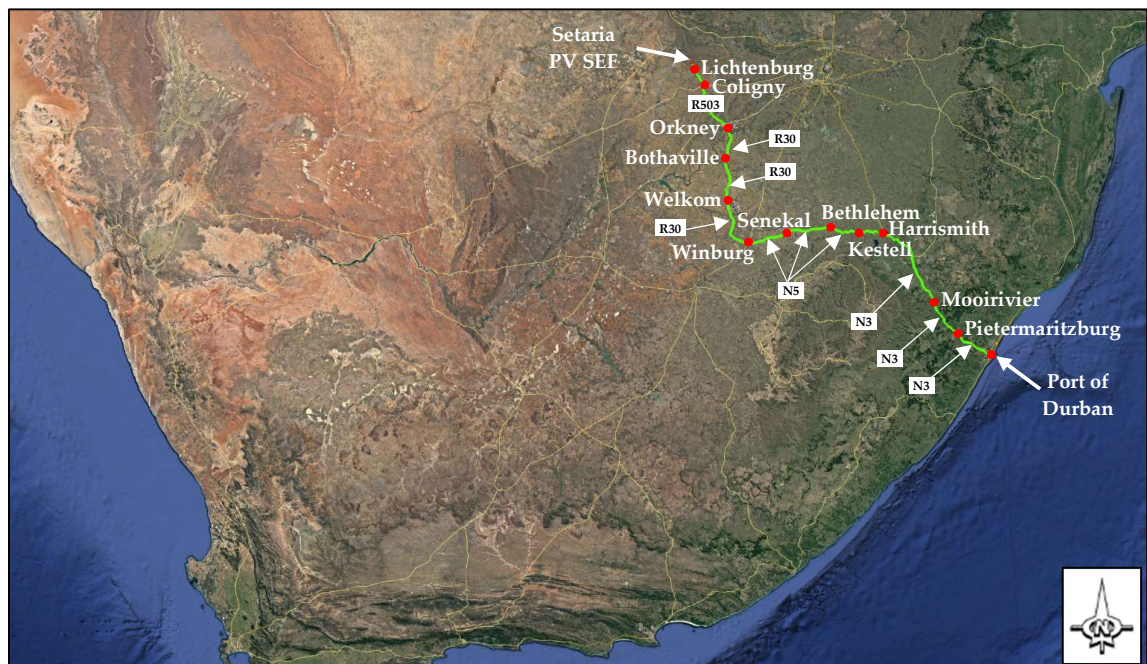 Setaria
PV SEF
Lichtenburg
Coligny
R503
Orkney
R30
Bothaville
R30
Welkom
R30
Senekal
Bethlehem
Harrismith
Winburg
Kestell
N5
Mooirivier
N3
Pietermaritzburg
N3
N3
Port of
Durban
N